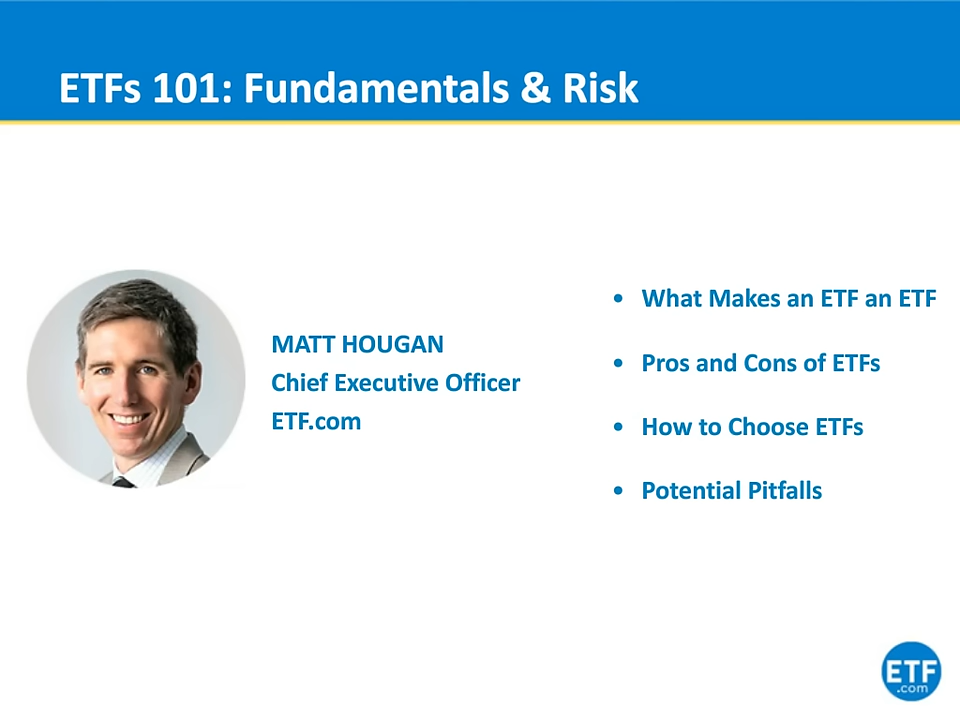 ETFs 101: Fundamentals & Risk
MATT HOUGAN
Chief Executive Officer
ETF.com
• What Makes an ETF an ETF
• Pros and Cons of ETFs
• How to Choose ETFs
• Potential Pitfalls
ETF
.com